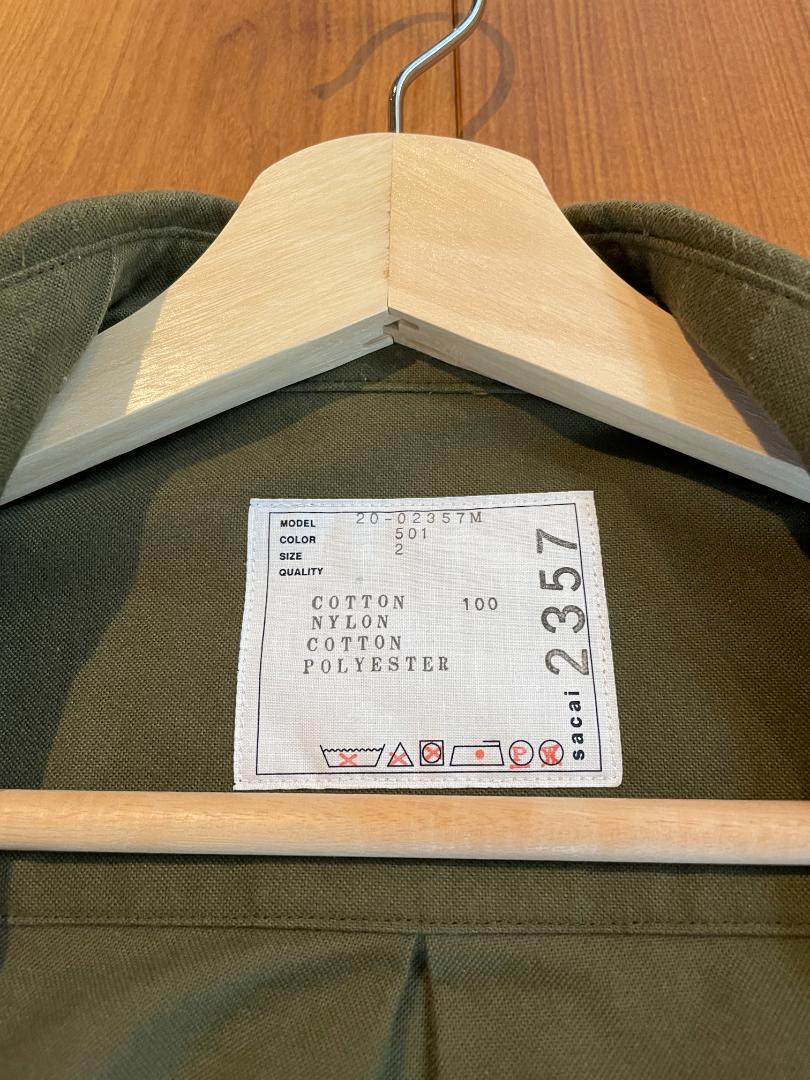 MODEL 20-02357M
COLOR 501
SIZE 2
QUALITY
COTTON 100
NYLON
COTTON
POLYESTER
P W
sacai 2357